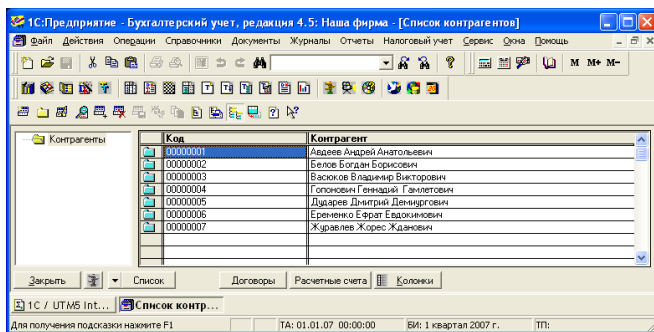 1С:Предприятие - Бухгалтерский учет, редакция 4.5: Наша фирма - [Список контрагентов]
Файл Действия Операции Справочники Документы Журналы Отчеты Налоговый учет Сервис Окна Помощь
M M+ M-
Контрагенты
Код Контрагент
00000001 Авдеев Андрей Анатольевич
00000002 Белов Богдан Борисович
00000003 Васюков Владимир Викторович
00000004 Гопонович Геннадий Гамлетович
00000005 Дударев Дмитрий Демиургович
00000006 Еременко Ефрат Евдокимович
00000007 Журавлев Жорес Жданович
Закрыть Список Договоры Расчетные счета Колонки
1С / UTM5 Int... Список контр...
Для получения подсказки нажмите F1 ТА: 01.01.07 00:00:00 БИ: 1 квартал 2007 г. ТП: